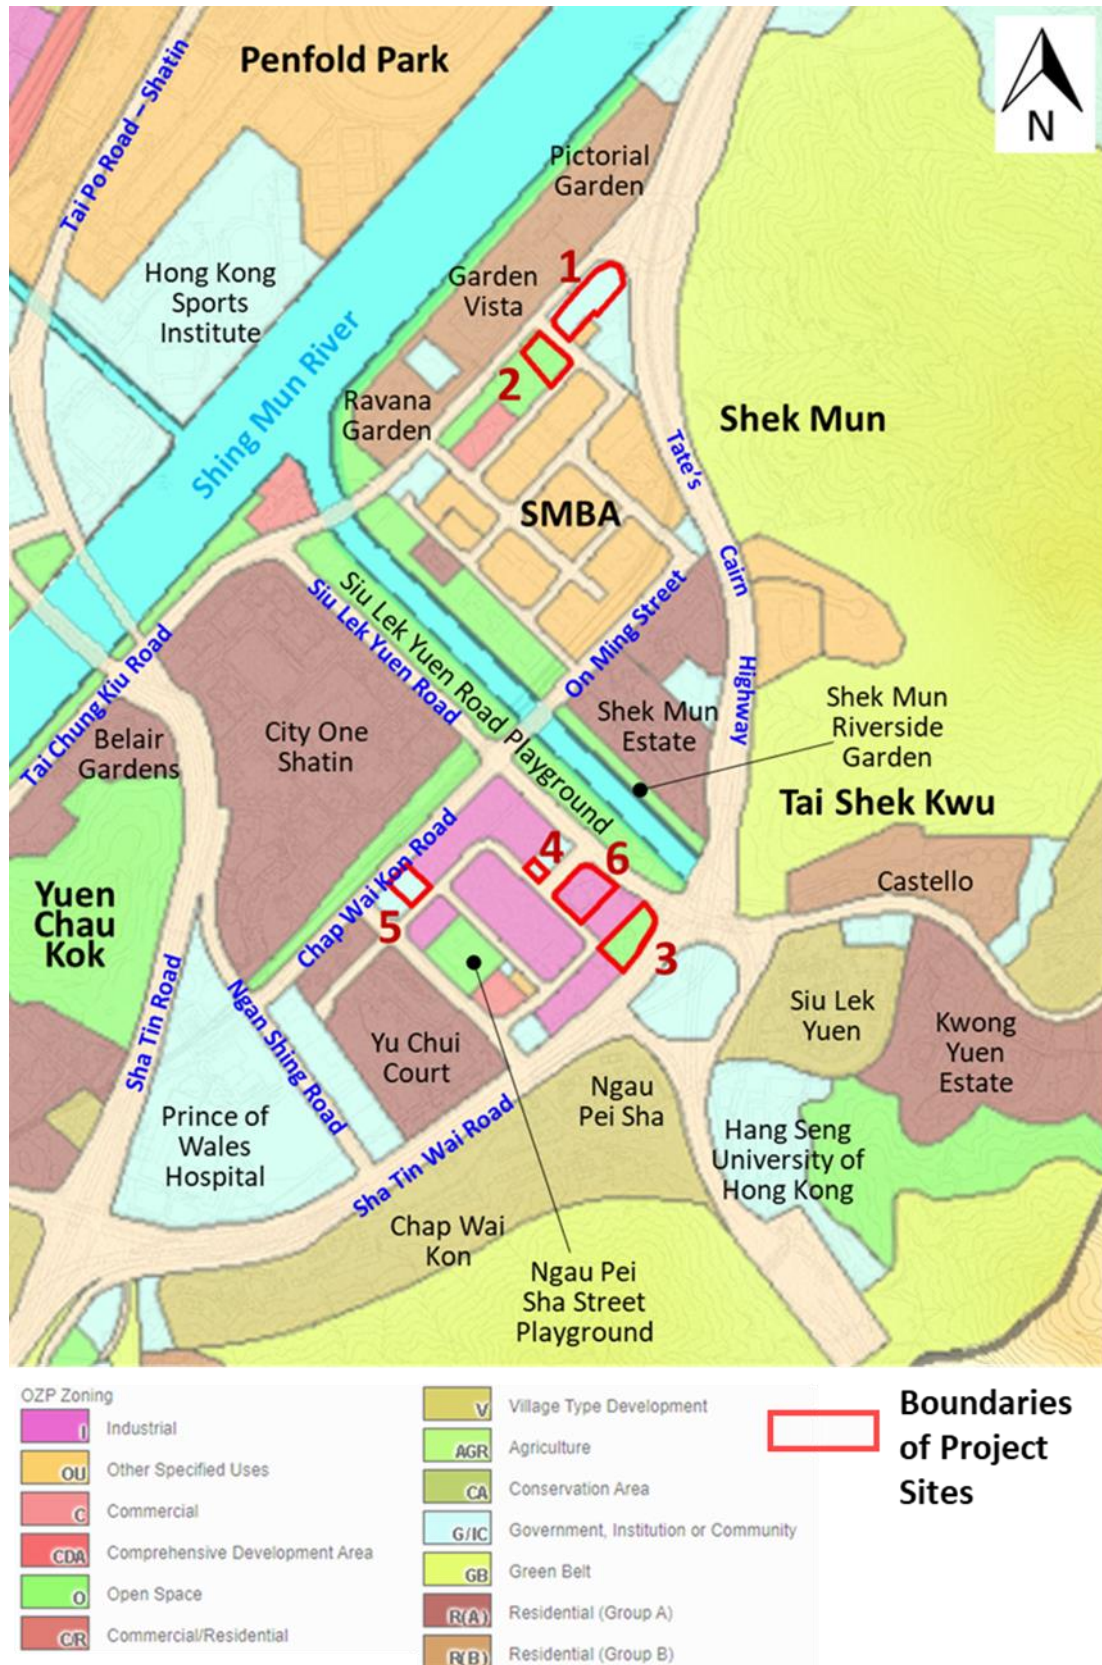 Penfold Park
N
Tai Po Road – Shatin
Pictorial
Garden
Hong Kong
Sports
Institute
Garden
Vista
1
2
Shing Mun River
Ravana
Garden
Shek Mun
Tate's
Cairn
Highway
SMBA
Siu Lek Yuen Road Playground
Siu Lek Yuen Road
On Ming Street
Tai Chung Kiu Road
Belair
Gardens
City One
Shatin
Shek Mun
Estate
Shek Mun
Riverside
Garden
Tai Shek Kwu
Chap Wai Kon Road
4
6
5
3
Castello
Yuen
Chau
Kok
Sha Tin Road
Ngan Shing Road
Siu Lek
Yuen
Kwong
Yuen
Estate
Yu Chui
Court
Ngau
Pei Sha
Prince of
Wales
Hospital
Sha Tin Wai Road
Hang Seng
University of
Hong Kong
Chap Wai
Kon
Ngau Pei
Sha Street
Playground
OZP Zoning
I Industrial
OU Other Specified Uses
C Commercial
CDA Comprehensive Development Area
O Open Space
C/R Commercial/Residential
V Village Type Development
AGR Agriculture
CA Conservation Area
G/IC Government, Institution or Community
GB Green Belt
R(A) Residential (Group A)
R(B) Residential (Group B)
Boundaries
of Project
Sites